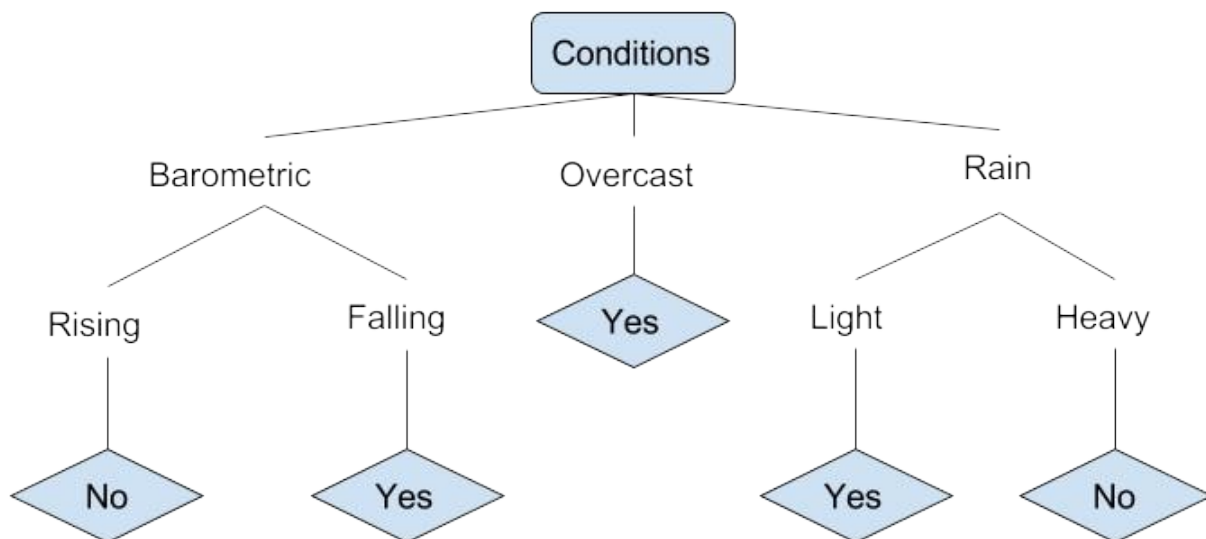 Conditions
Barometric
Overcast
Rain
Rising
Falling
Yes
Light
Heavy
No
Yes
Yes
No